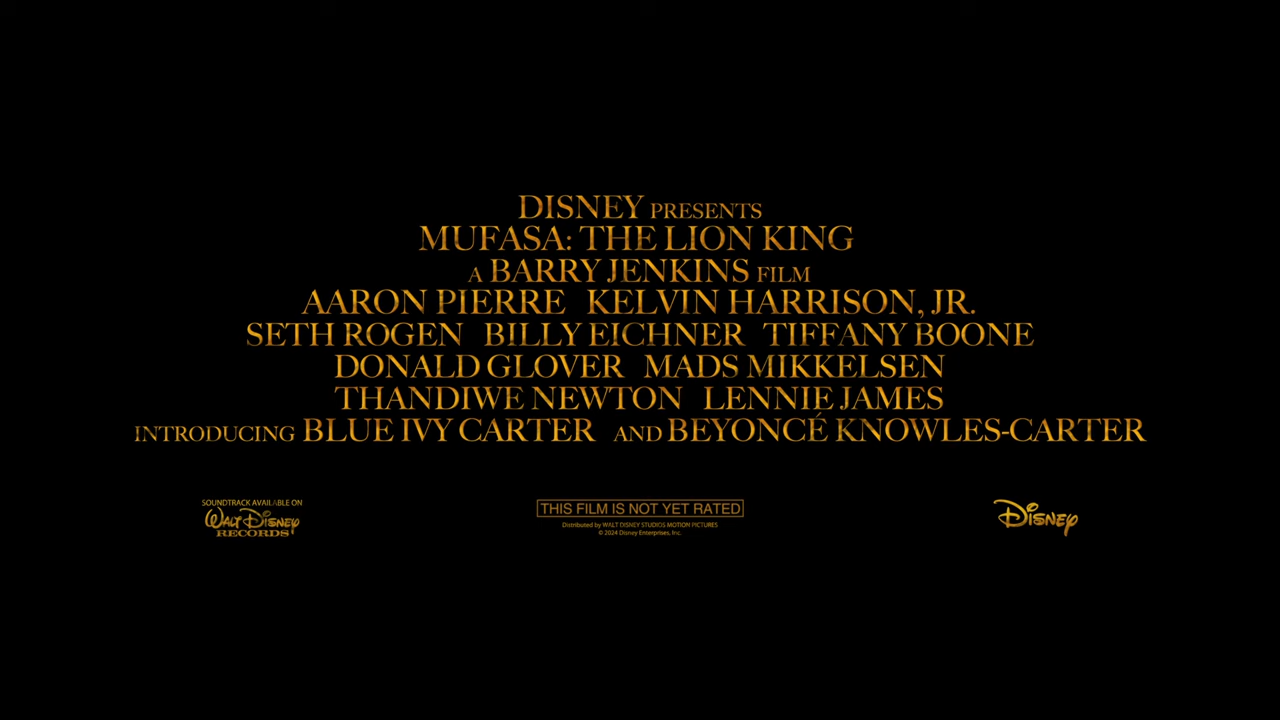 DISNEY PRESENTS
MUFASA: THE LION KING
A BARRY JENKINS FILM
AARON PIERRE KELVIN HARRISON, JR.
SETH ROGEN BILLY EICHNER TIFFANY BOONE
DONALD GLOVER MADS MIKKELSEN
THANDIWE NEWTON LENNIE JAMES
INTRODUCING BLUE IVY CARTER AND BEYONCÉ KNOWLES-CARTER
SOUNDTRACK AVAILABLE ON
WALT DISNEY
RECORDS
THIS FILM IS NOT YET RATED
Distributed by WALT DISNEY STUDIOS MOTION PICTURES
© 2024 Disney Enterprises, Inc.
DISNEY